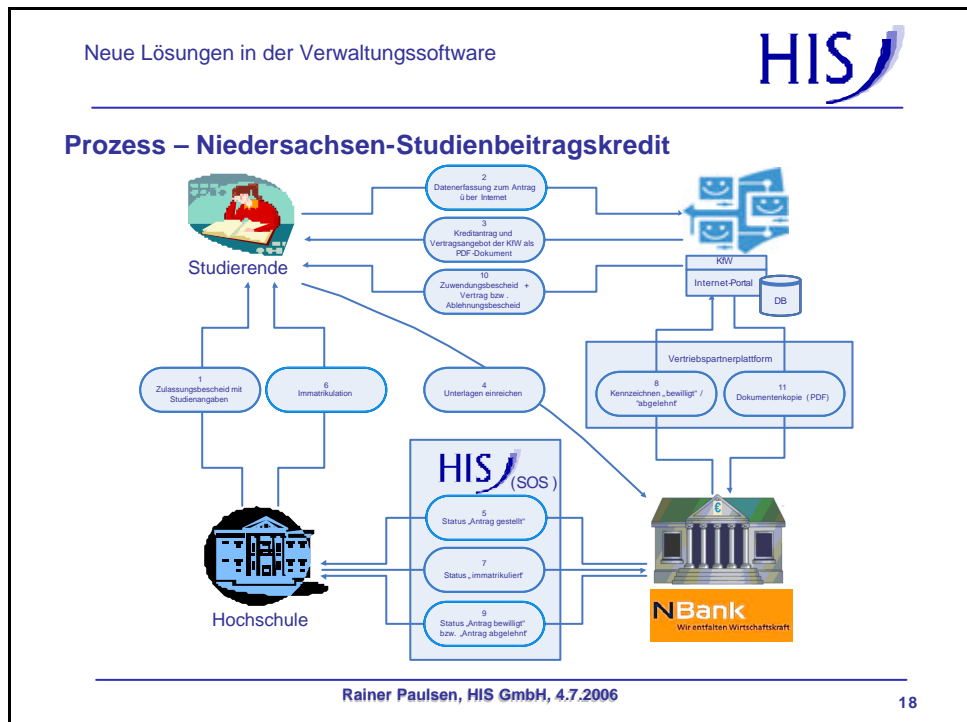 Neue Lösungen in der Verwaltungssoftware
HIS
Prozess – Niedersachsen-Studienbeitragskredit
2
Datenerfassung zum Antrag
über Internet
3
Kreditantrag und
Vertragsangebot der KfW als
PDF-Dokument
10
Zuwendungsbescheid +
Vertrag bzw.
Ablehnungsbescheid
Studierende
KfW
Internet-Portal
DB
Vertriebspartnerplattform
1
Zulassungsbescheid mit
Studienangaben
6
Immatrikulation
4
Unterlagen einreichen
8
Kennzeichnen „bewilligt“ /
“abgelehnt“
11
Dokumentenkopie (PDF)
HIS
(SOS)
5
Status „Antrag gestellt“
7
Status „immatrikuliert“
9
Status „Antrag bewilligt“
bzw. „Antrag abgelehnt“
€
Hochschule
NBank
Wir entfalten Wirtschaftskraft
Rainer Paulsen, HIS GmbH, 4.7.2006
18